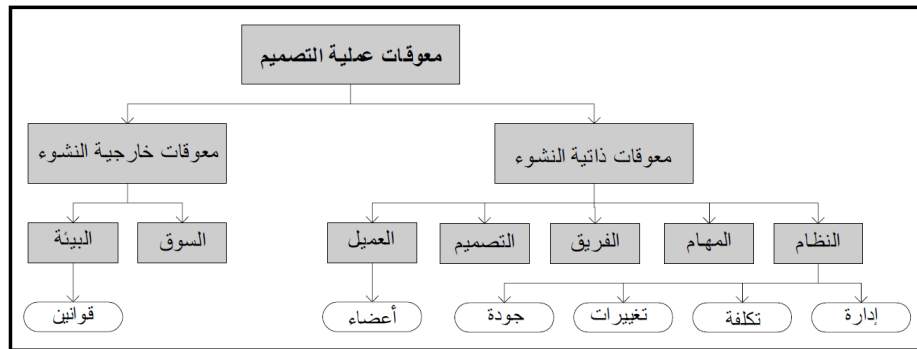 معوقات عملية التصميم
معوقات ذاتية النشوء
معوقات خارجية النشوء
النظام
المهام
الفريق
التصميم
العميل
السوق
البيئة
إدارة
تكلفة
تغييرات
جودة
أعضاء
قوانين